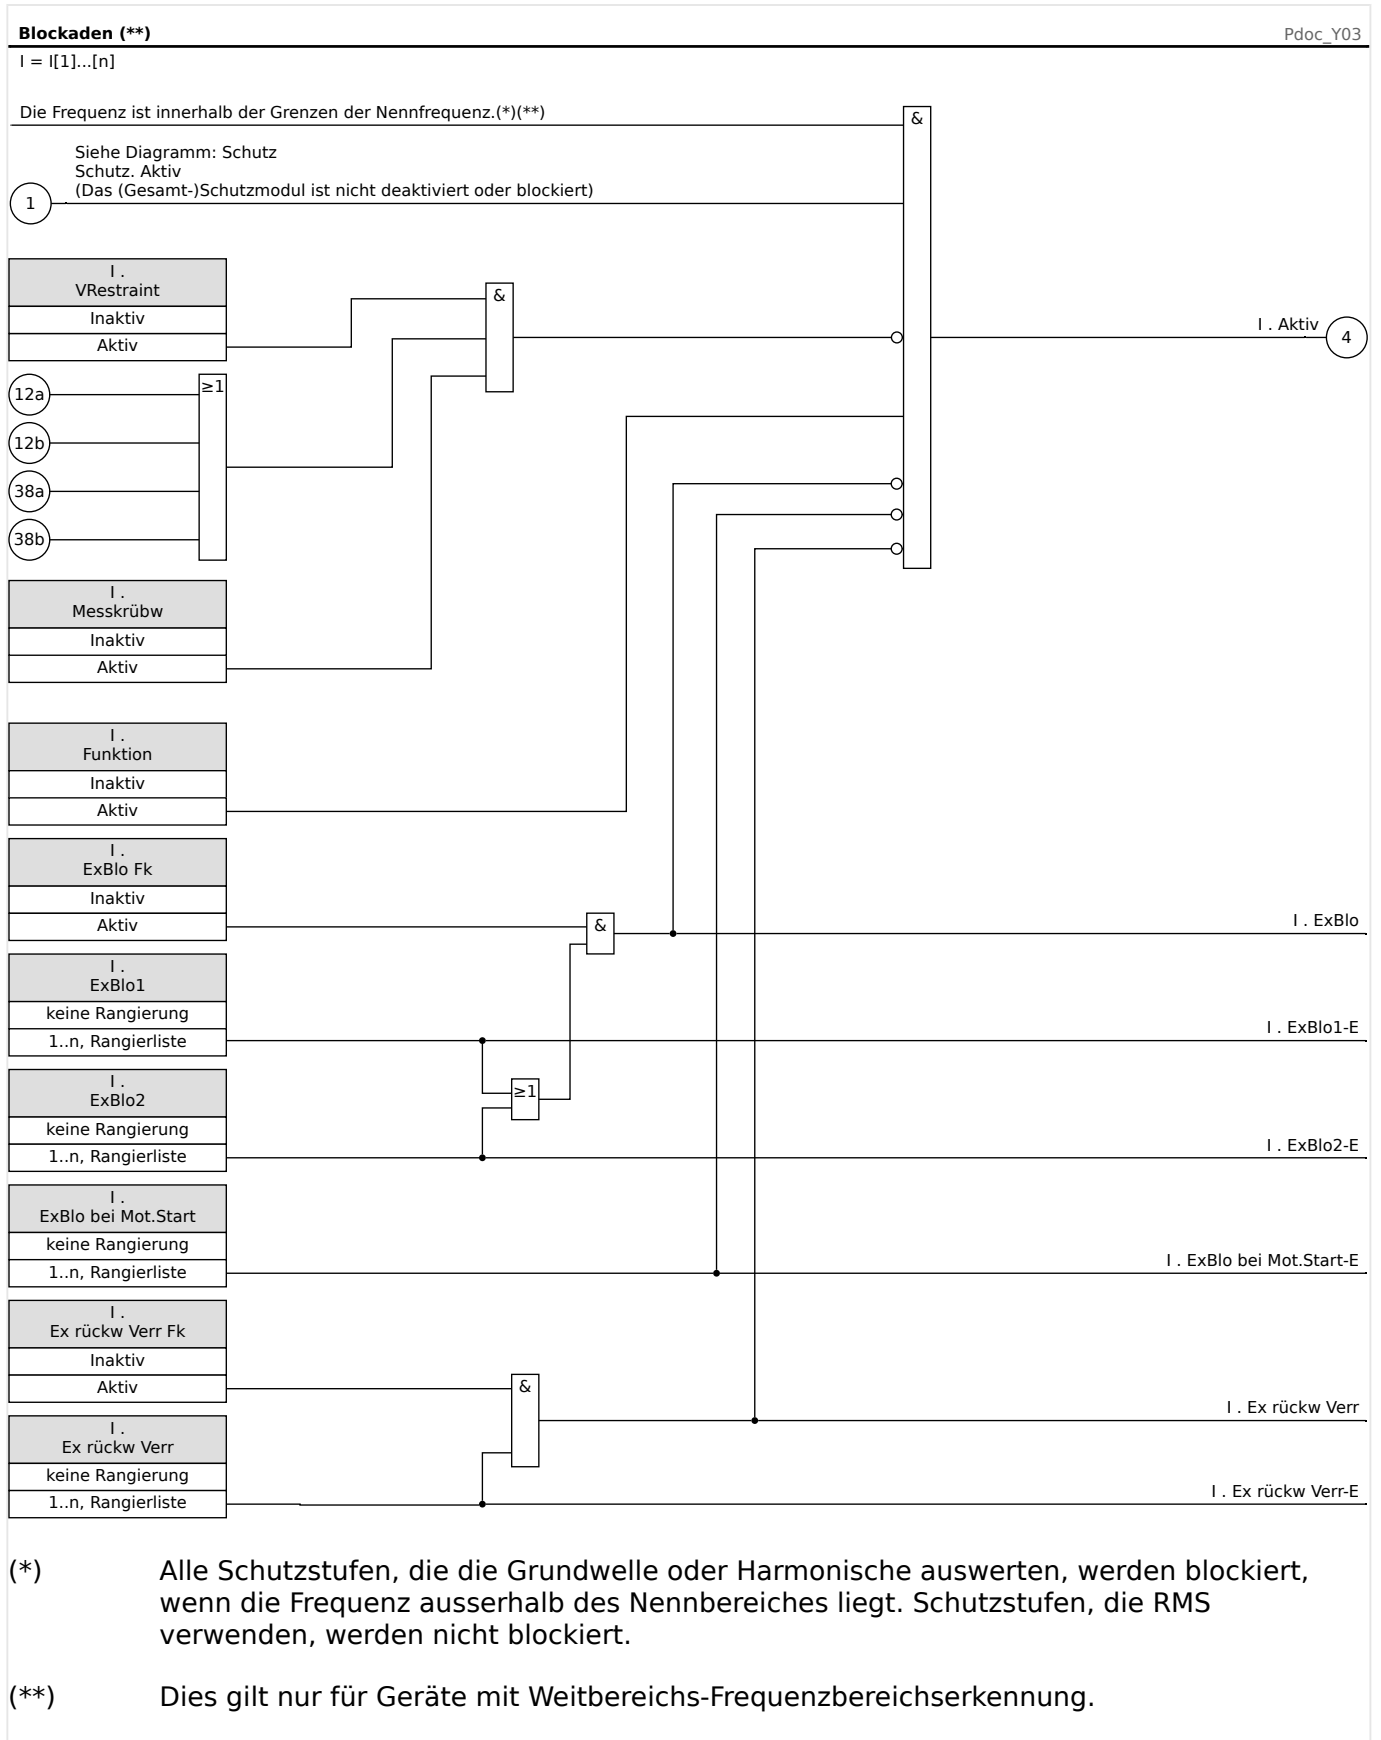 Blockaden (**)
Pdoc_Y03
I = I[1]...[n]
Die Frequenz ist innerhalb der Grenzen der Nennfrequenz.(*)(**)
&
Siehe Diagramm: Schutz
Schutz. Aktiv
(Das (Gesamt-)Schutzmodul ist nicht deaktiviert oder blockiert)
1
I .
VRestraint
Inaktiv
Aktiv
&
I . Aktiv
4
12a
≥1
12b
38a
38b
I .
Messkrübw
Inaktiv
Aktiv
I .
Funktion
Inaktiv
Aktiv
I .
ExBlo Fk
Inaktiv
Aktiv
&
I . ExBlo
I .
ExBlo1
keine Rangierung
1..n, Rangierliste
I . ExBlo1-E
≥1
I .
ExBlo2
keine Rangierung
1..n, Rangierliste
I . ExBlo2-E
I .
ExBlo bei Mot.Start
keine Rangierung
1..n, Rangierliste
I . ExBlo bei Mot.Start-E
I .
Ex rückw Verr Fk
Inaktiv
Aktiv
&
I . Ex rückw Verr
I .
Ex rückw Verr
keine Rangierung
1..n, Rangierliste
I . Ex rückw Verr-E
(*) Alle Schutzstufen, die die Grundwelle oder Harmonische auswerten, werden blockiert,
wenn die Frequenz ausserhalb des Nennbereiches liegt. Schutzstufen, die RMS
verwenden, werden nicht blockiert.
(**) Dies gilt nur für Geräte mit Weitbereichs-Frequenzbereichserkennung.